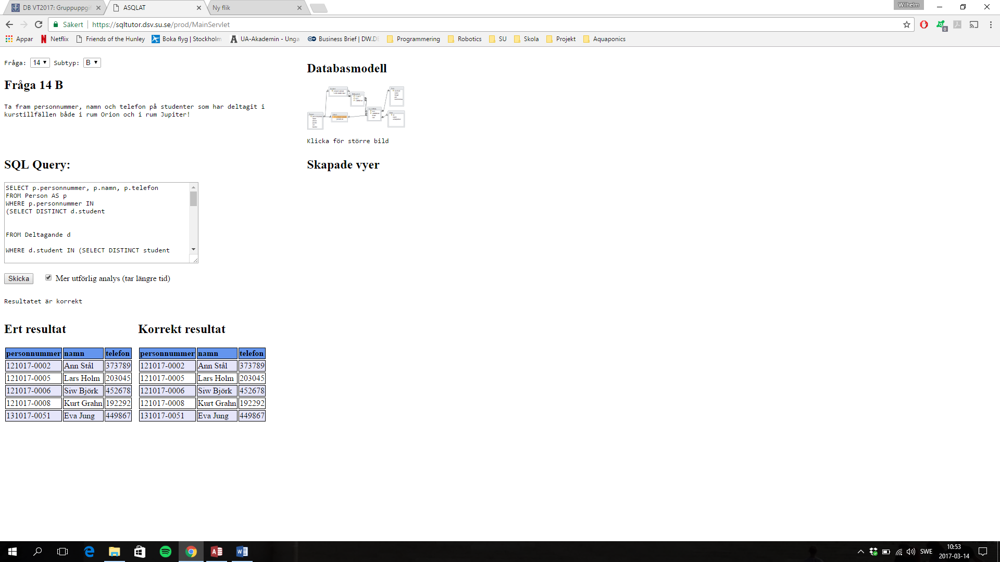 DB VT2017: Gruppuppgif
ASQLAT
Ny flik
Wilhelm
Säkert
https://sqltutor.dsv.su.se/prod/MainServlet
0
Appar
Netflix
Friends of the Hunley
Boka flyg | Stockholm
UA-Akademin - Unga
Business Brief | DW.DE
Programmering
Robotics
SU
Skola
Projekt
Aquaponics
Fråga: 14 Subtyp: B
Fråga 14 B
Ta fram personnummer, namn och telefon på studenter som har deltagit i
kurstillfällen både i rum Orion och i rum Jupiter!
Databasmodell
Klicka för större bild
SQL Query:
Skapade vyer
SELECT p.personnummer, p.namn, p.telefon
FROM Person AS p
WHERE p.personnummer IN
(SELECT DISTINCT d.student
FROM Deltagande d
WHERE d.student IN (SELECT DISTINCT student
Skicka
Mer utförlig analys (tar längre tid)
Resultatet är korrekt
Ert resultat
personnummer namn telefon
121017-0002 Ann Stål 373789
121017-0005 Lars Holm 203045
121017-0006 Siw Björk 452678
121017-0008 Kurt Grahn 192292
131017-0051 Eva Jung 449867
Korrekt resultat
personnummer namn telefon
121017-0002 Ann Stål 373789
121017-0005 Lars Holm 203045
121017-0006 Siw Björk 452678
121017-0008 Kurt Grahn 192292
131017-0051 Eva Jung 449867
SWE
10:53
2017-03-14